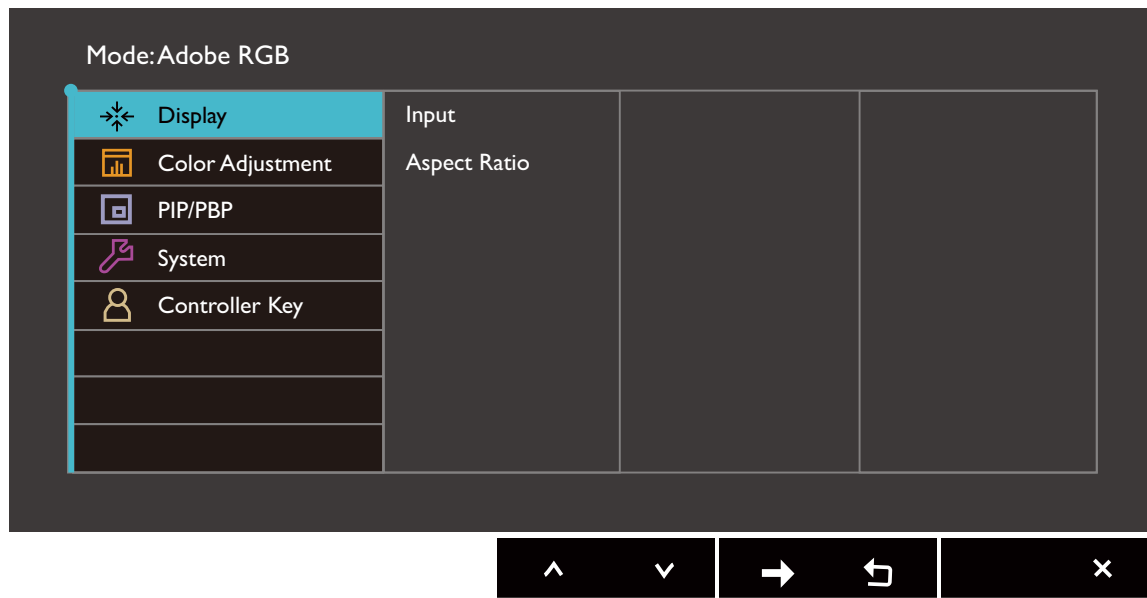 Mode: Adobe RGB
Display
Color Adjustment
PIP/PBP
System
Controller Key
Input
Aspect Ratio